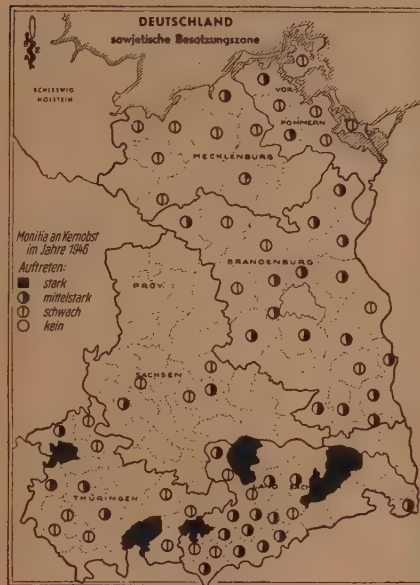 DEUTSCHLAND
sowjetische Besatzungszone
SCHLESWIG
HOLSTEIN
VOR-
POMMERN
MECKLENBURG
Monilia an Kernobst
im Jahre 1946
Auftreten:
stark
mittelstark
schwach
kein
BRANDENBURG
PROV.
SACHSEN
LAND
THÜRINGEN